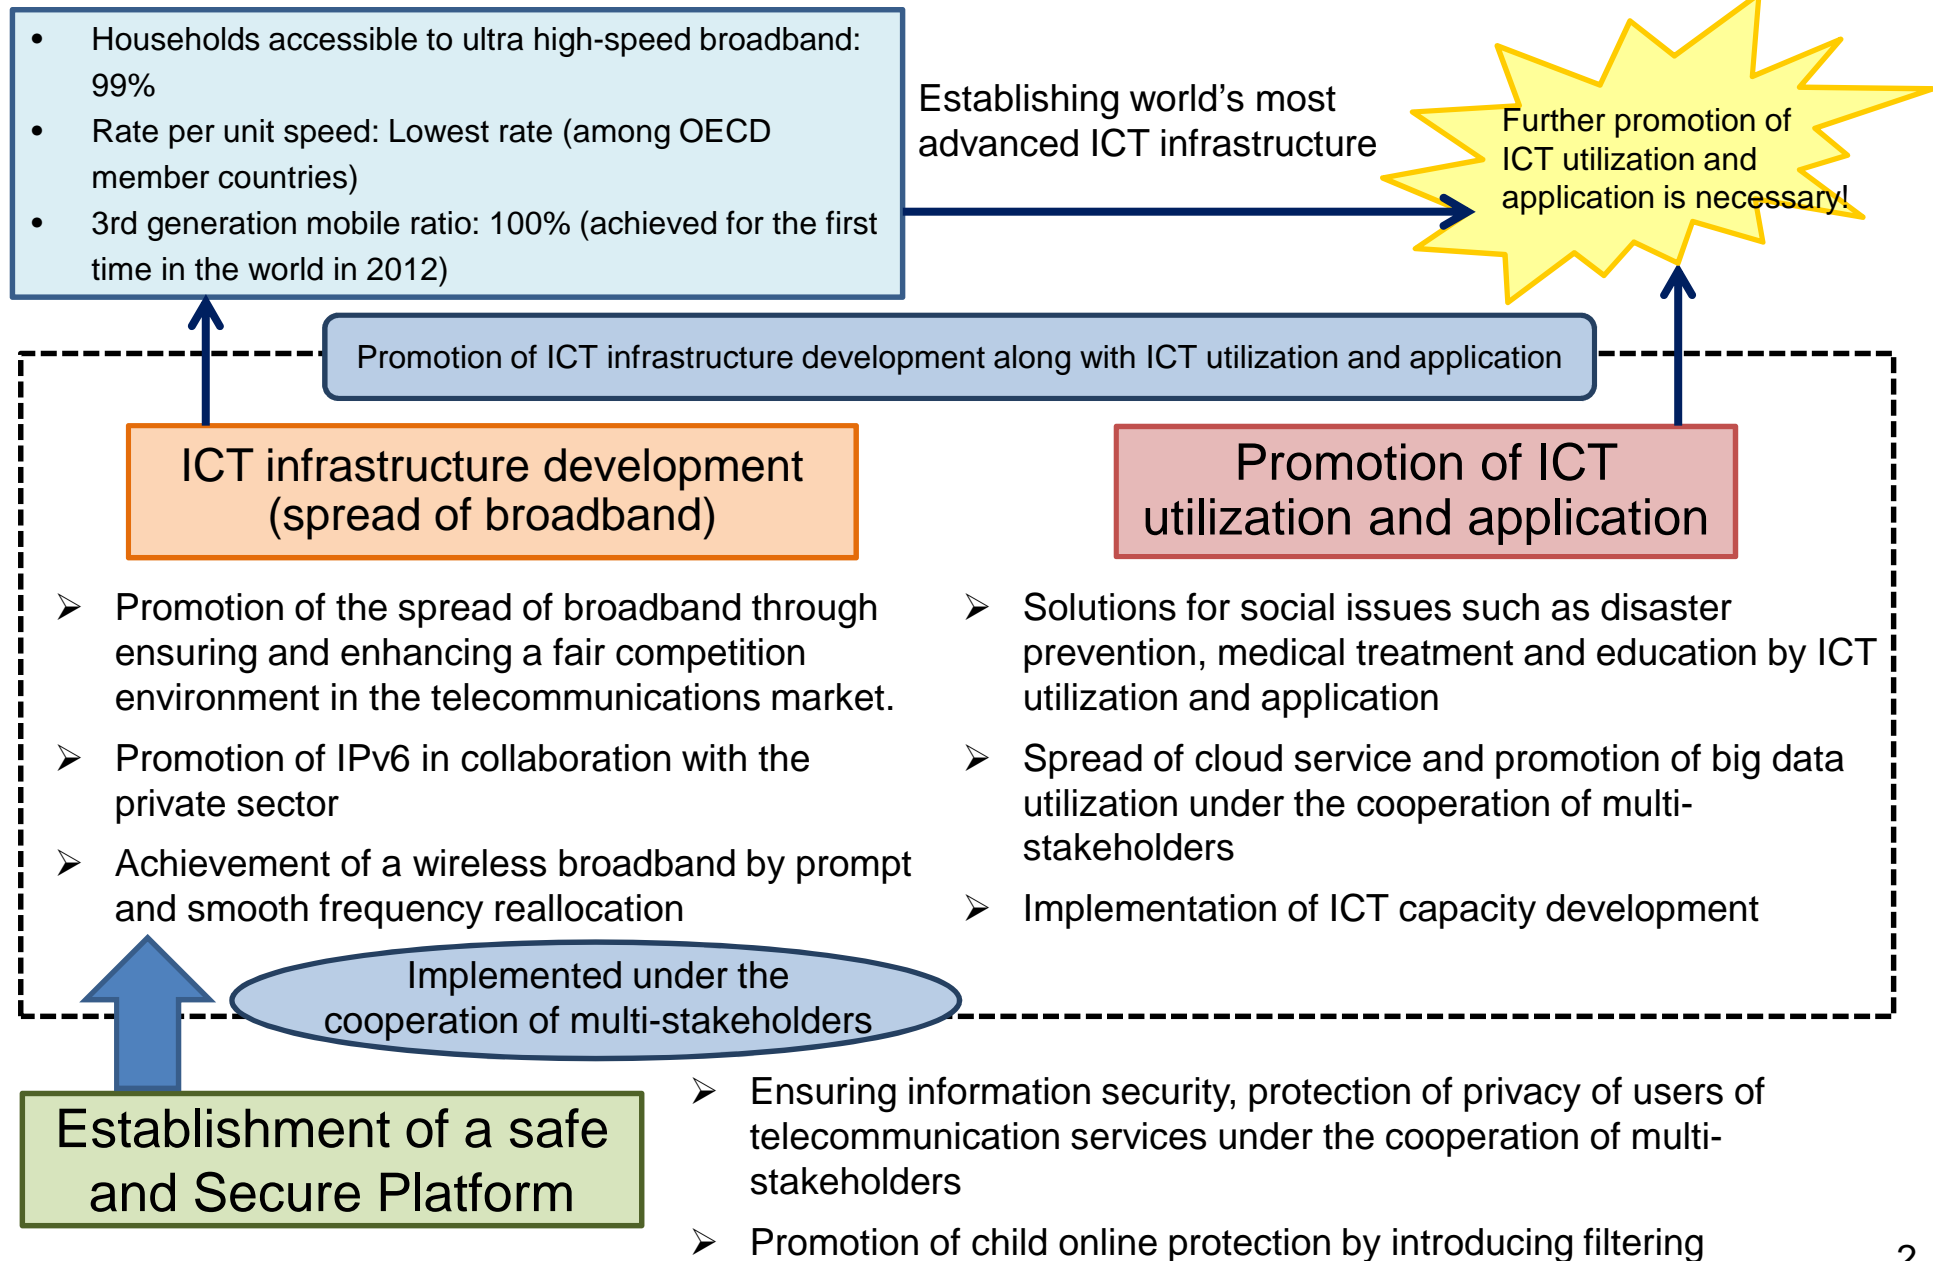 • Households accessible to ultra high-speed broadband:
99%
• Rate per unit speed: Lowest rate (among OECD
member countries)
• 3rd generation mobile ratio: 100% (achieved for the first
time in the world in 2012)
Establishing world’s most
advanced ICT infrastructure
Further promotion of
ICT utilization and
application is necessary!
Promotion of ICT infrastructure development along with ICT utilization and application
ICT infrastructure development
(spread of broadband)
➢ Promotion of the spread of broadband through
ensuring and enhancing a fair competition
environment in the telecommunications market.
➢ Promotion of IPv6 in collaboration with the
private sector
➢ Achievement of a wireless broadband by prompt
and smooth frequency reallocation
Promotion of ICT
utilization and application
➢ Solutions for social issues such as disaster
prevention, medical treatment and education by ICT
utilization and application
➢ Spread of cloud service and promotion of big data
utilization under the cooperation of multi-
stakeholders
➢ Implementation of ICT capacity development
Implemented under the
cooperation of multi-stakeholders
Establishment of a safe
and Secure Platform
➢ Ensuring information security, protection of privacy of users of
telecommunication services under the cooperation of multi-
stakeholders
➢ Promotion of child online protection by introducing filtering
2